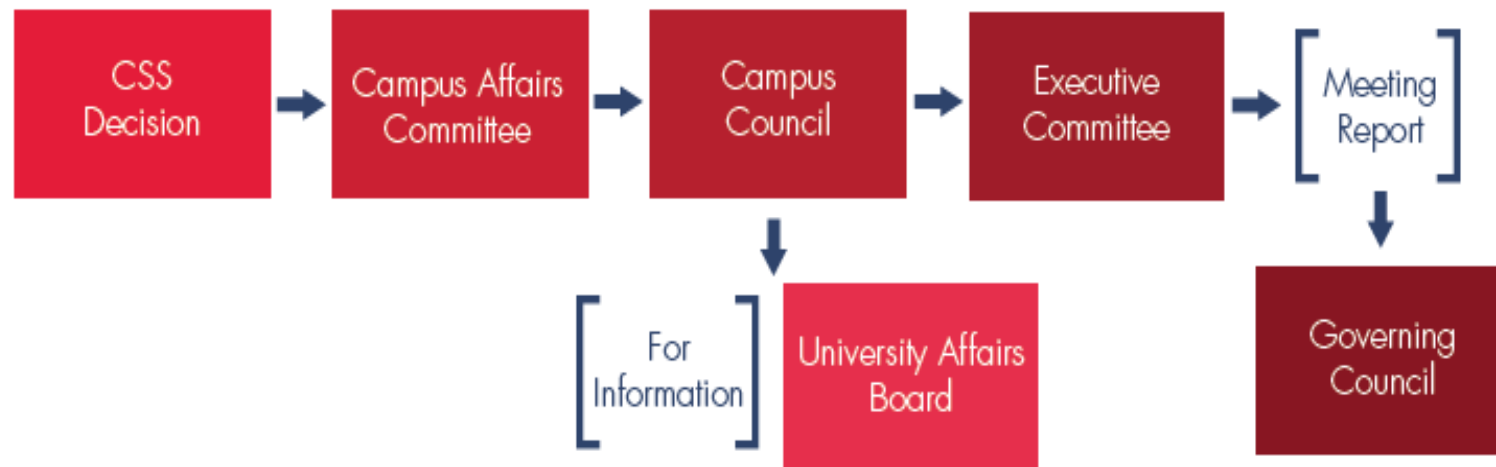 CSS
Decision
Campus Affairs
Committee
Campus
Council
Executive
Committee
Meeting
Report
For
Information
University Affairs
Board
Governing
Council